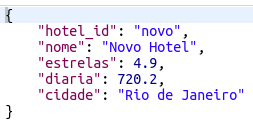 {
    "hotel_id": "novo",
    "nome": "Novo Hotel",
    "estrelas": 4.9,
    "diaria": 720.2,
    "cidade": "Rio de Janeiro"
}